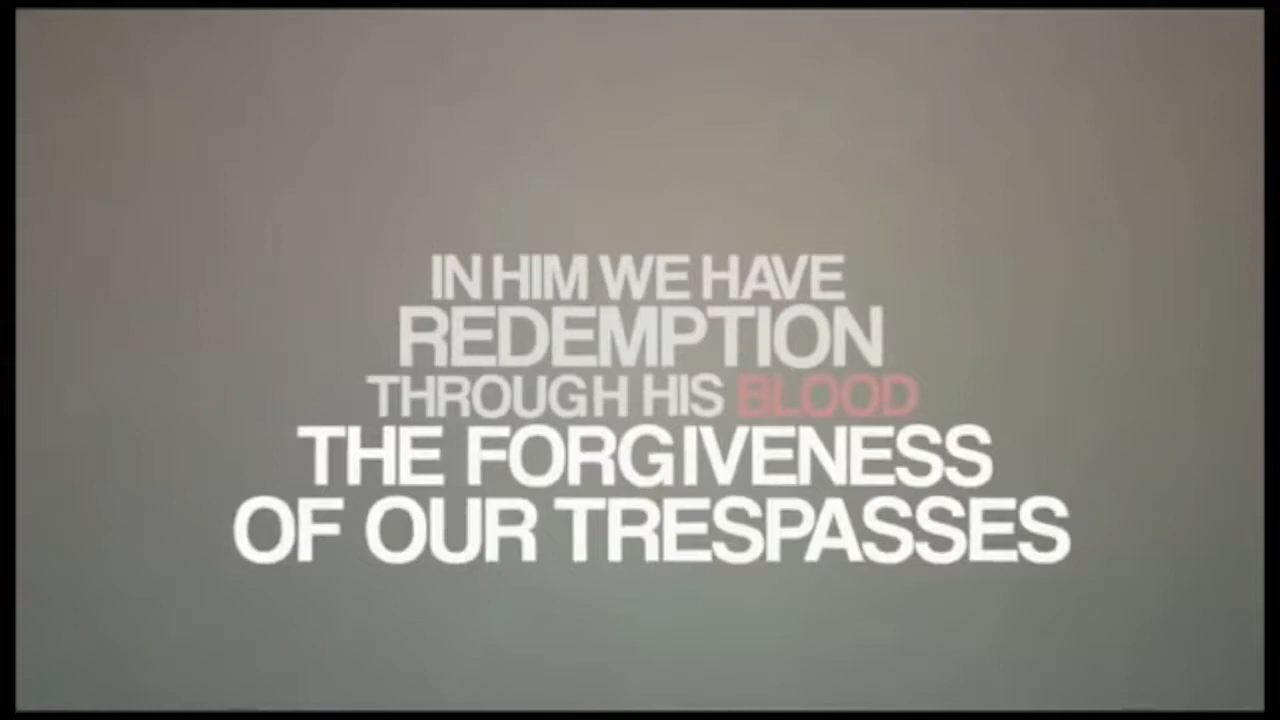 IN HIM WE HAVE
REDEMPTION
THROUGH HIS BLOOD
THE FORGIVENESS
OF OUR TRESPASSES